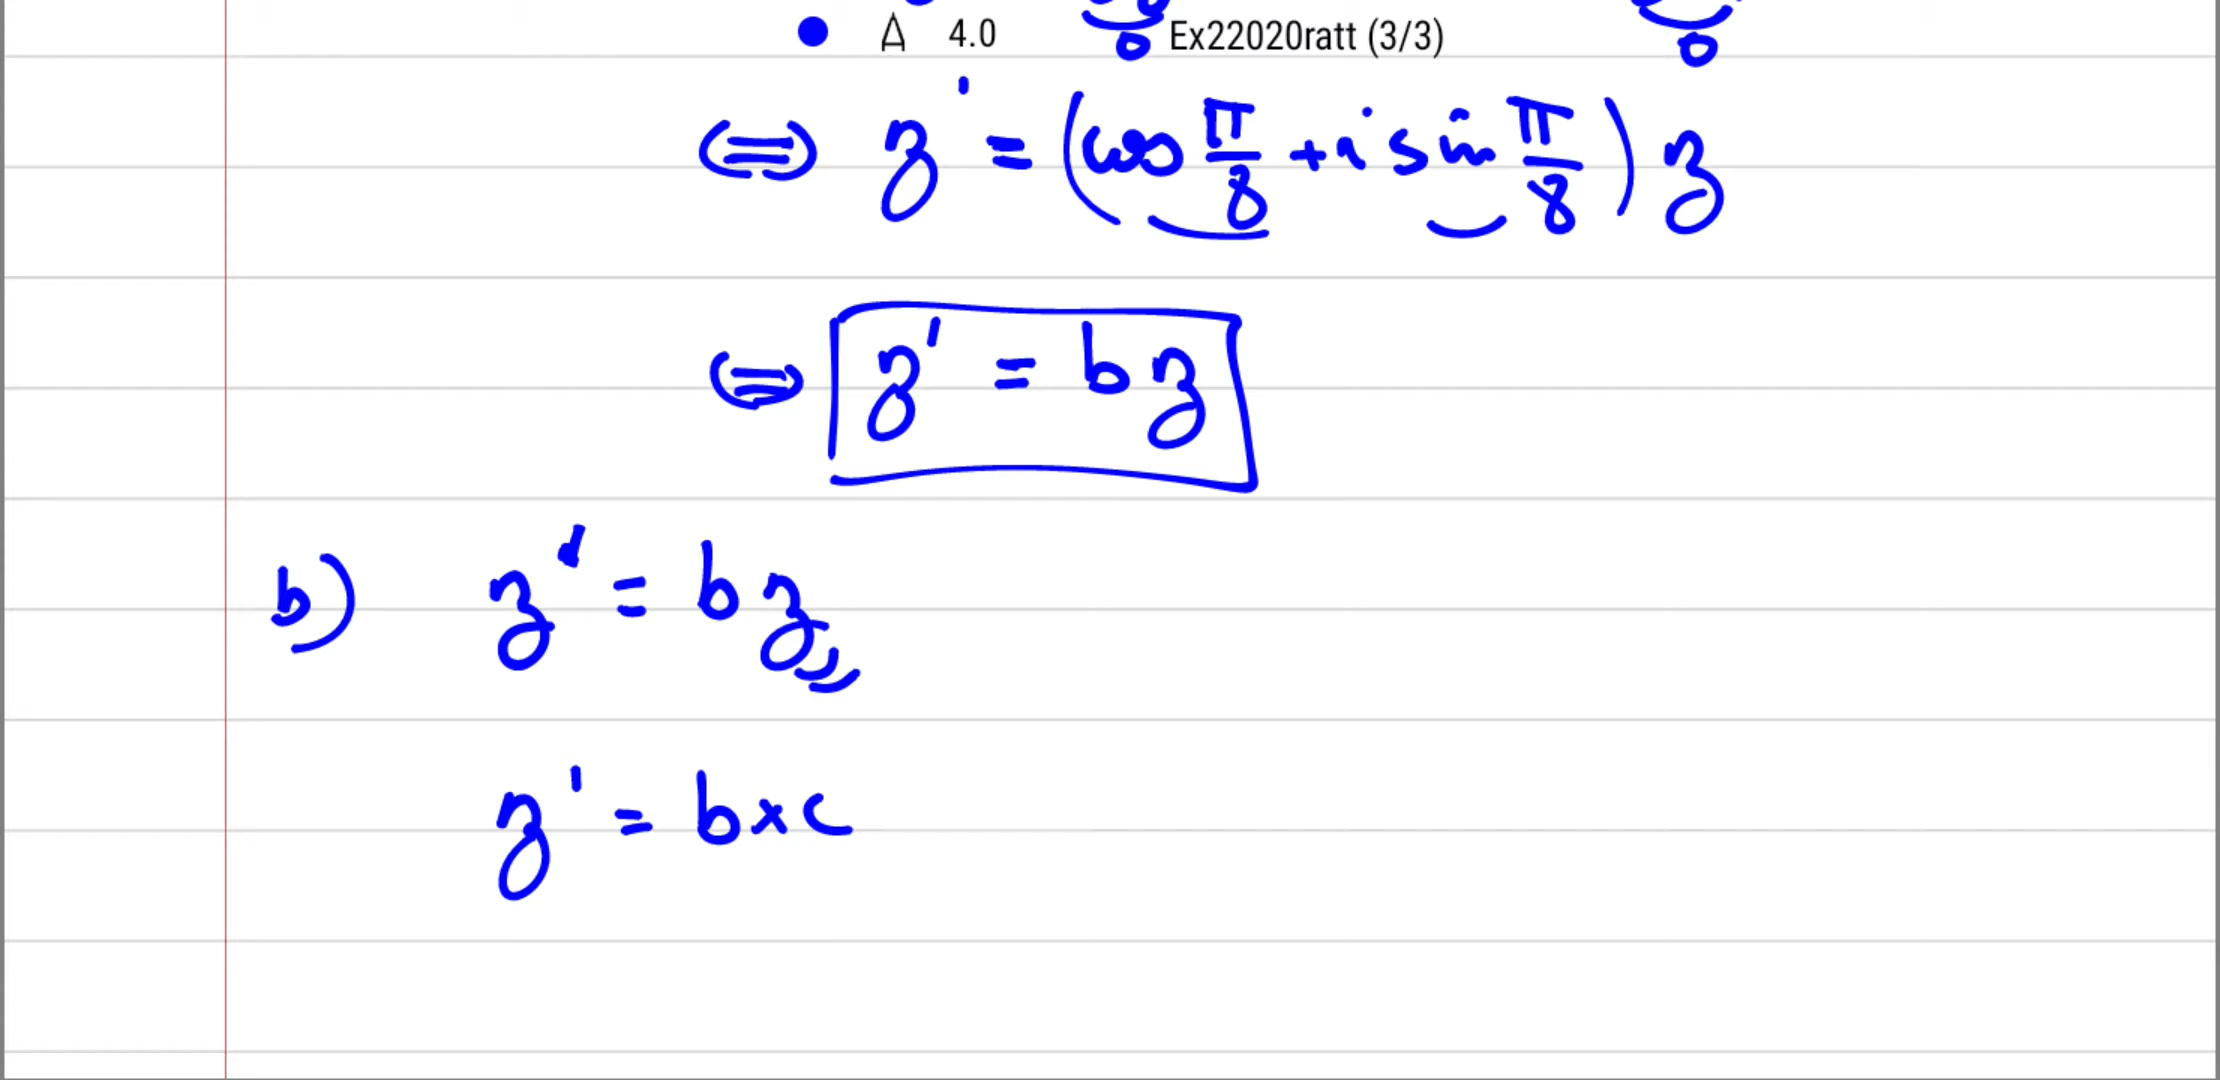 Δ 4.0 Ex22020ratt (3/3)
⟺ z' = (cos π/8 + i sin π/8) z
⟺ z' = bz
b) z' = bz
z' = b×c